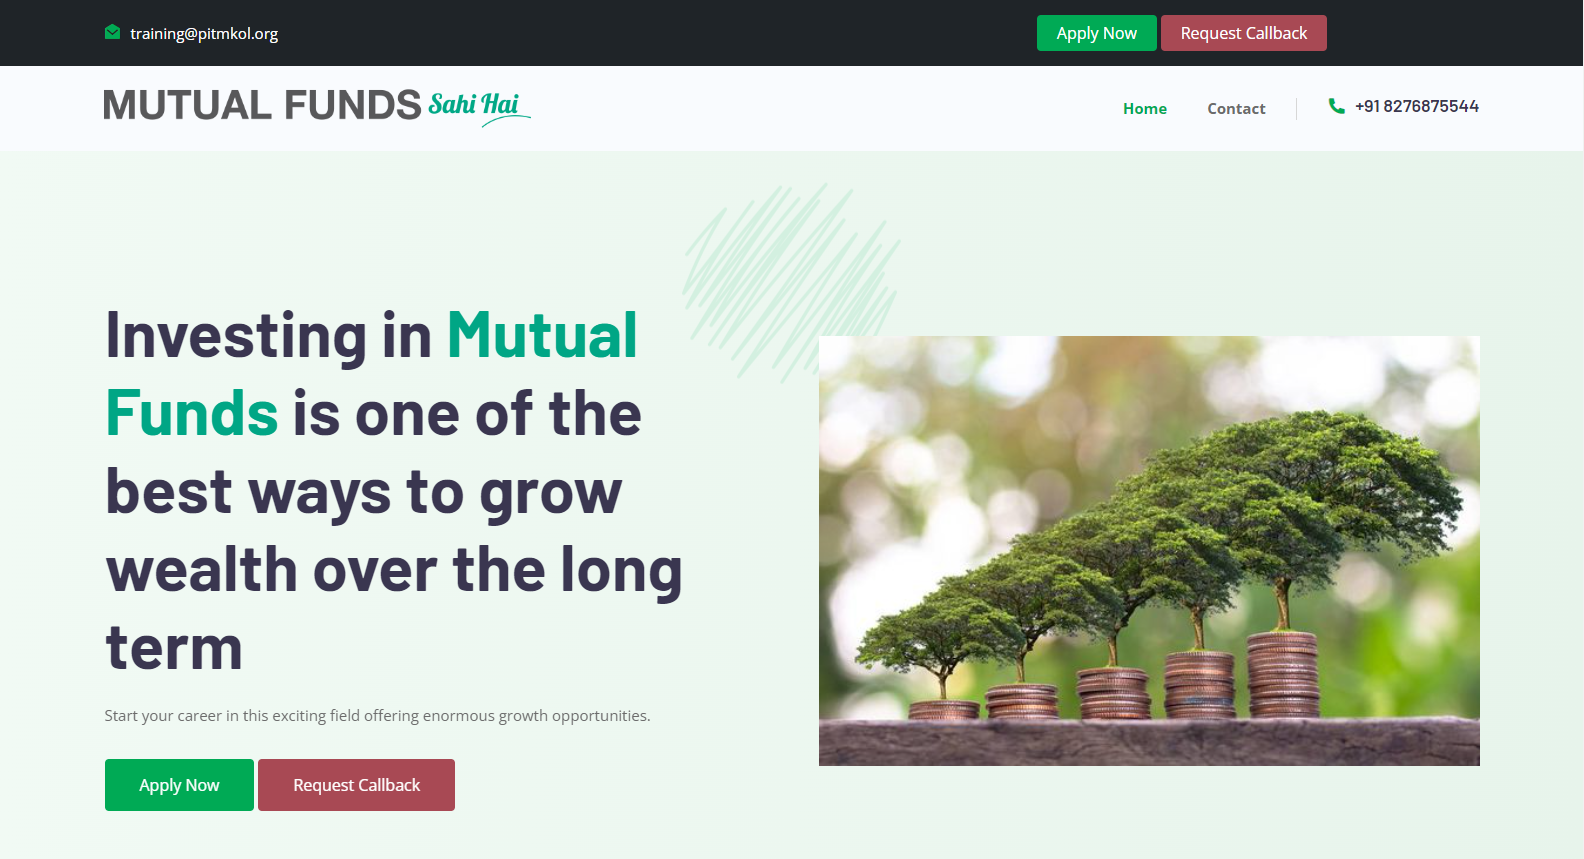 training@pitmkol.org
Apply Now
Request Callback
MUTUAL FUNDS Sahi Hai
Home
Contact
+91 8276875544
Investing in Mutual
Funds is one of the
best ways to grow
wealth over the long
term
Start your career in this exciting field offering enormous growth opportunities.
Apply Now
Request Callback